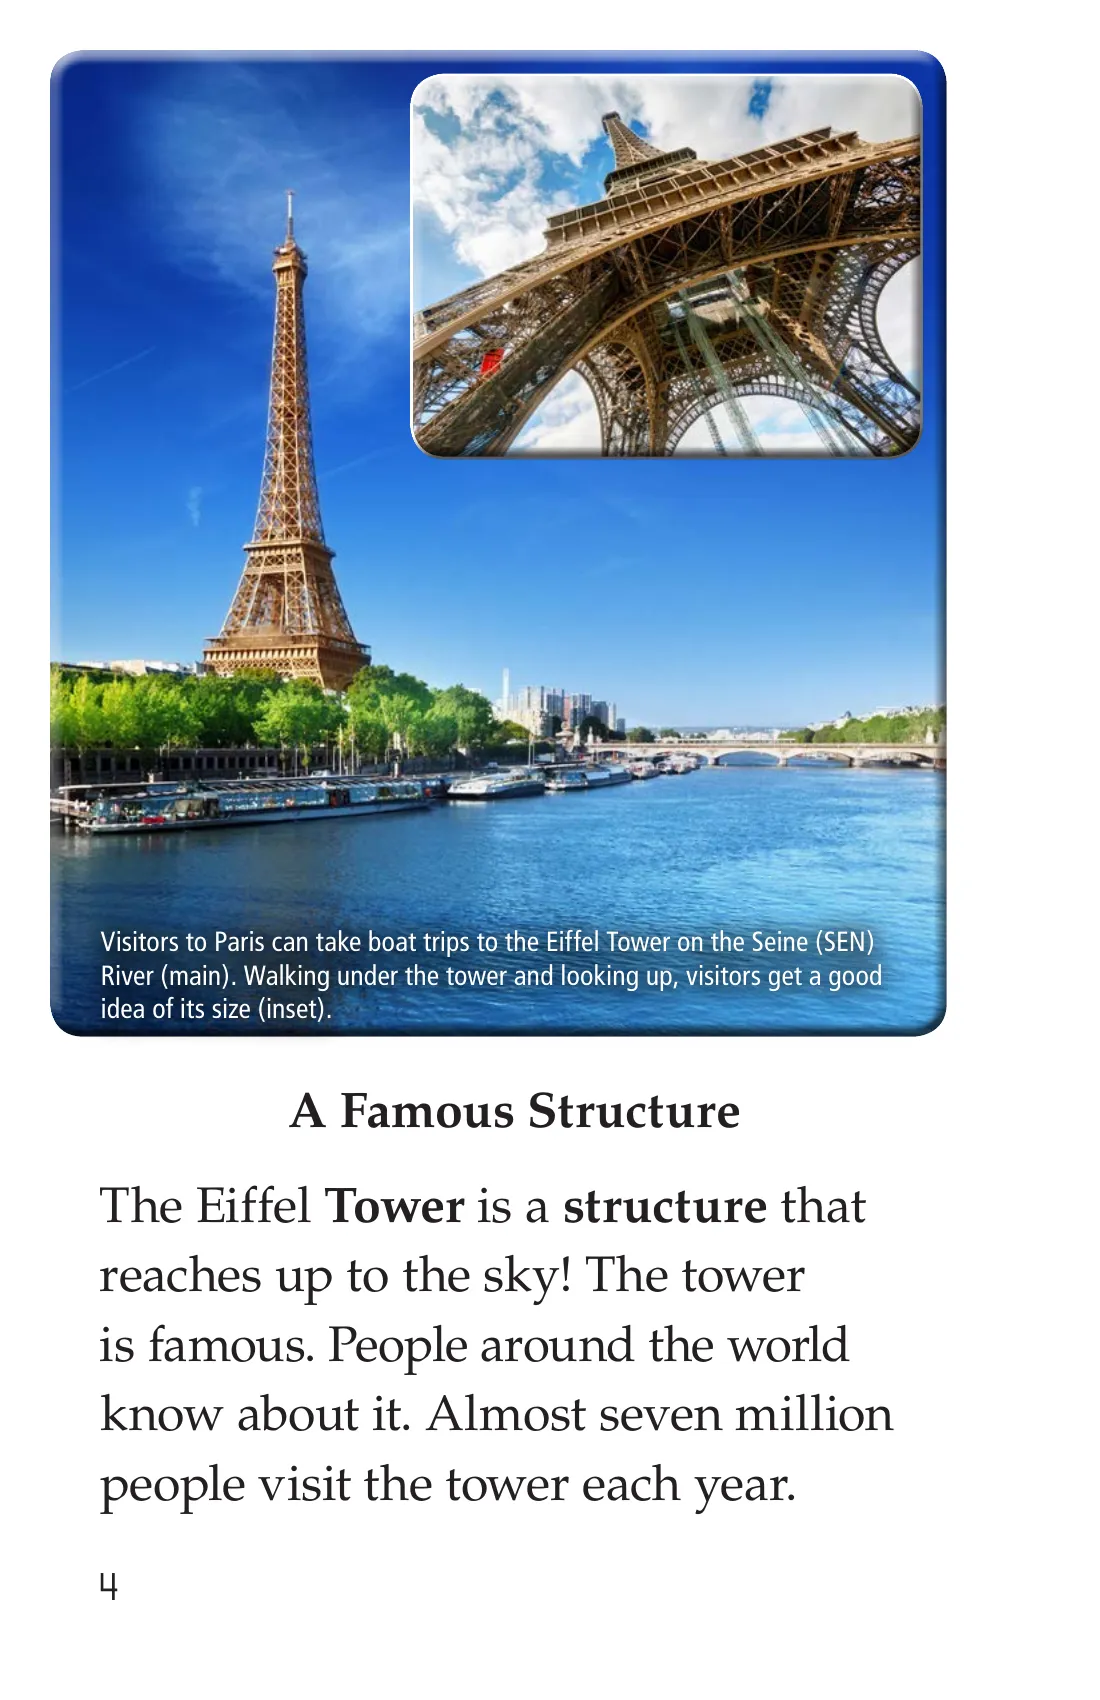 Visitors to Paris can take boat trips to the Eiffel Tower on the Seine (SEN)
River (main). Walking under the tower and looking up, visitors get a good
idea of its size (inset).
A Famous Structure
The Eiffel Tower is a structure that
reaches up to the sky! The tower
is famous. People around the world
know about it. Almost seven million
people visit the tower each year.
4